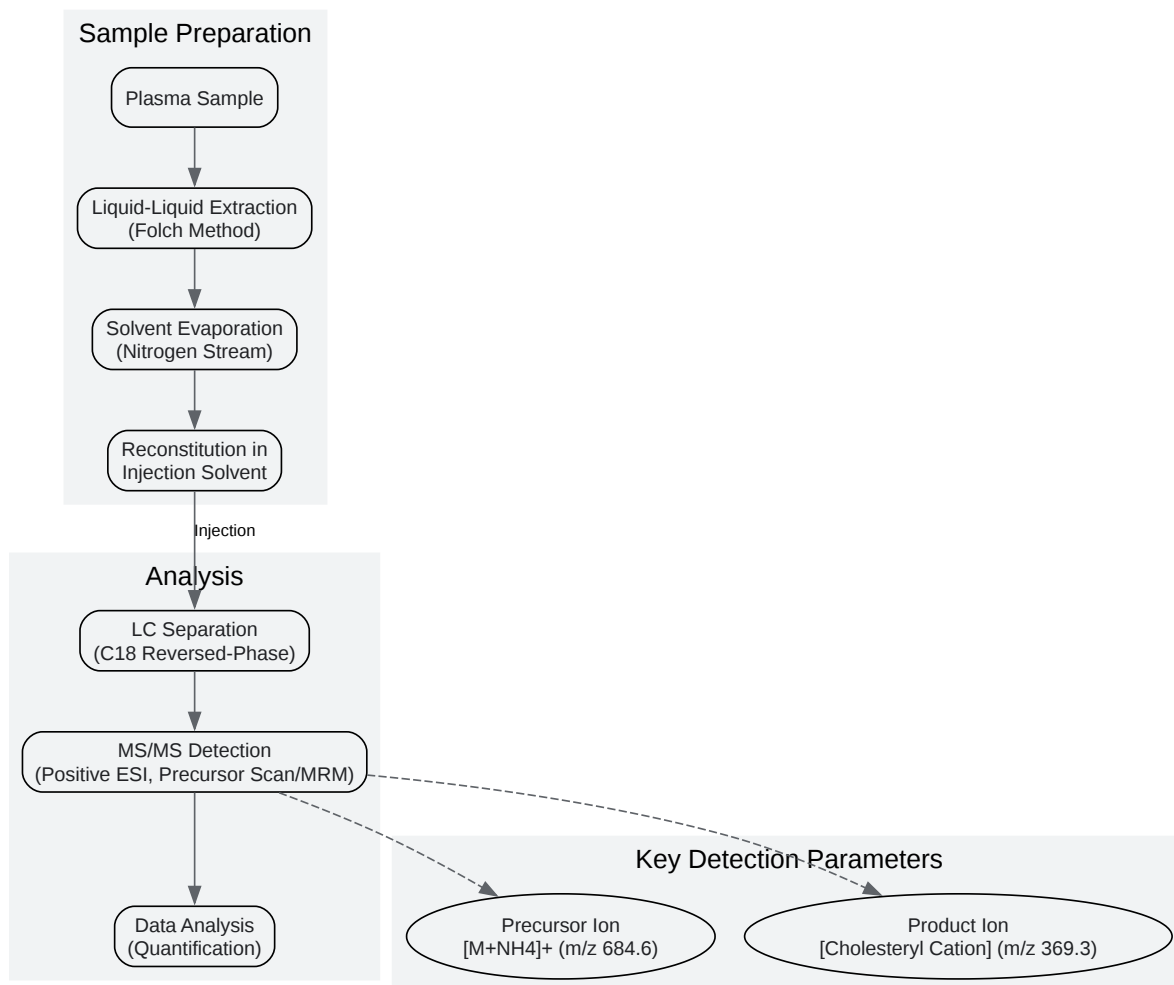 Sample Preparation
Plasma Sample
Liquid-Liquid Extraction
(Folch Method)
Solvent Evaporation
(Nitrogen Stream)
Reconstitution in
Injection Solvent
Injection
Analysis
LC Separation
(C18 Reversed-Phase)
MS/MS Detection
(Positive ESI, Precursor Scan/MRM)
Data Analysis
(Quantification)
Key Detection Parameters
Precursor Ion
[M+NH4]+ (m/z 684.6)
Product Ion
[Cholesteryl Cation] (m/z 369.3)